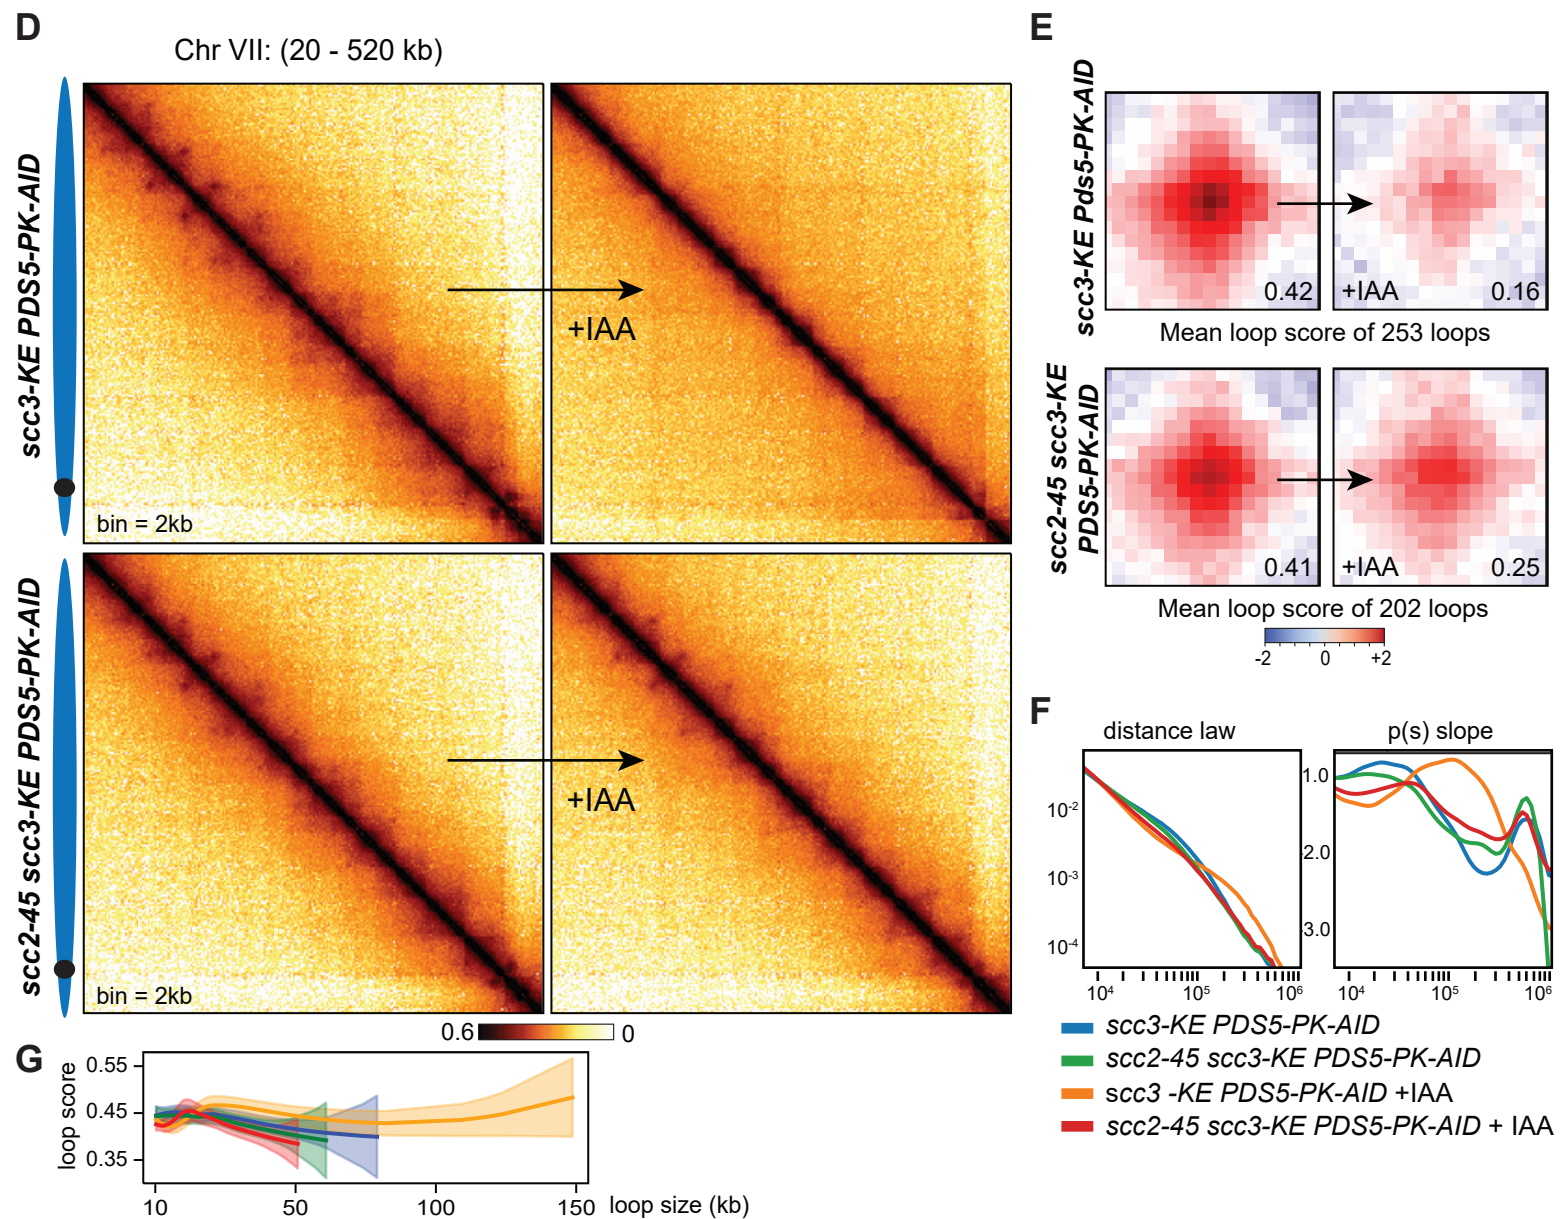 D
Chr VII: (20 - 520 kb)
scc3-KE PDS5-PK-AID
+IAA
bin = 2kb
scc2-45 scc3-KE PDS5-PK-AID
+IAA
bin = 2kb
0.6
0
E
scc3-KE Pds5-PK-AID
0.42
+IAA
0.16
Mean loop score of 253 loops
scc2-45 scc3-KE
PDS5-PK-AID
0.41
+IAA
0.25
Mean loop score of 202 loops
-2
0
+2
F
distance law
10-2
10-3
10-4
10⁴
10⁵
10⁶
p(s) slope
1.0
2.0
3.0
10⁴
10⁵
10⁶
scc3-KE PDS5-PK-AID
scc2-45 scc3-KE PDS5-PK-AID
scc3 -KE PDS5-PK-AID +IAA
scc2-45 scc3-KE PDS5-PK-AID + IAA
G
loop score
0.55
0.45
0.35
10
50
100
150
loop size (kb)